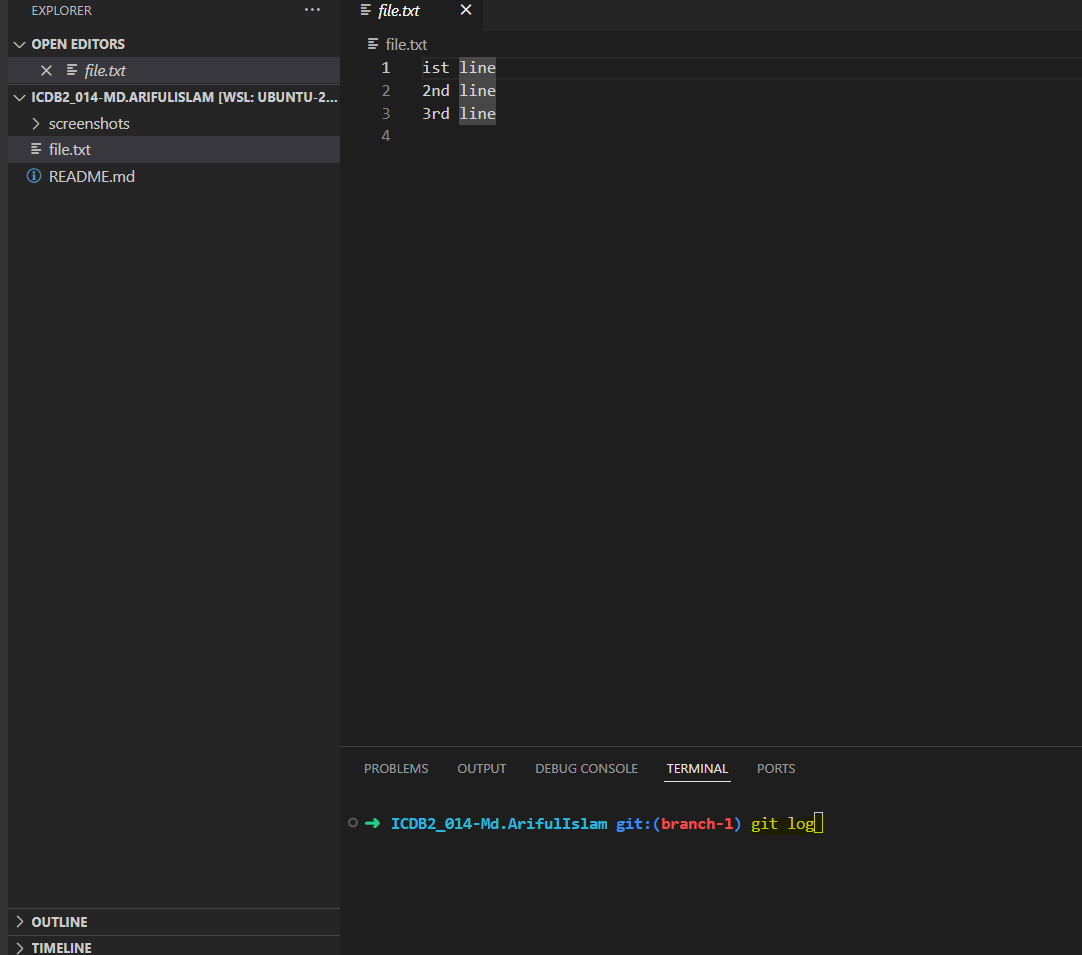 EXPLORER ...
OPEN EDITORS
file.txt
ICDB2_014-MD.ARIFULISLAM [WSL: UBUNTU-2...
screenshots
file.txt
README.md
OUTLINE
TIMELINE
file.txt
file.txt
1 ist line
2 2nd line
3 3rd line
4
PROBLEMS OUTPUT DEBUG CONSOLE TERMINAL PORTS
ICDB2_014-Md.ArifulIslam git:(branch-1) git log